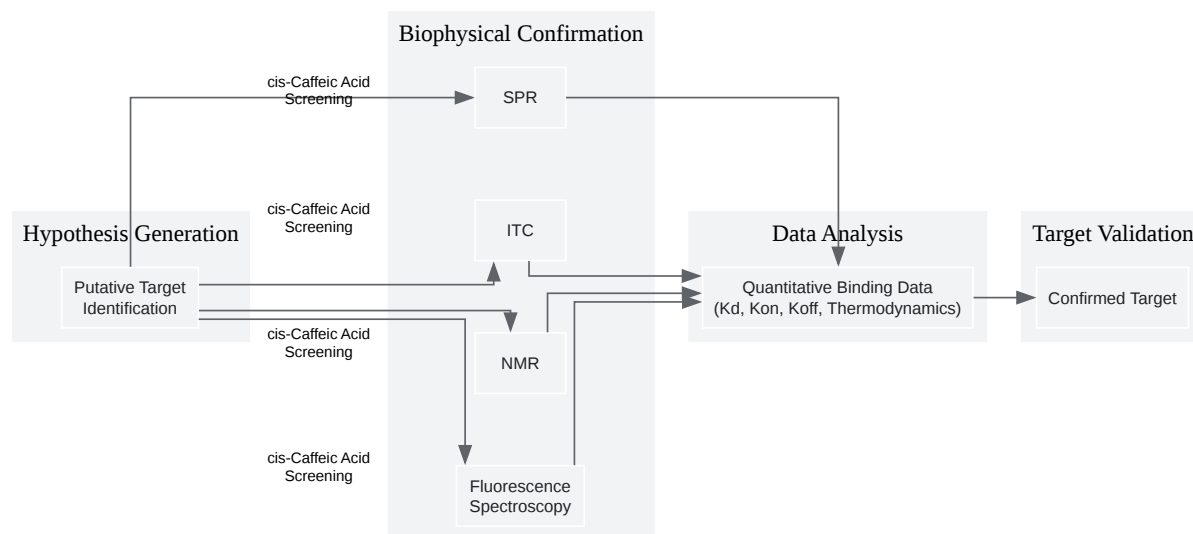 Biophysical Confirmation
cis-Caffeic Acid
Screening
SPR
cis-Caffeic Acid
Screening
ITC
Hypothesis Generation
Putative Target
Identification
cis-Caffeic Acid
Screening
NMR
cis-Caffeic Acid
Screening
Fluorescence
Spectroscopy
Data Analysis
Quantitative Binding Data
(Kd, Kon, Koff, Thermodynamics)
Target Validation
Confirmed Target